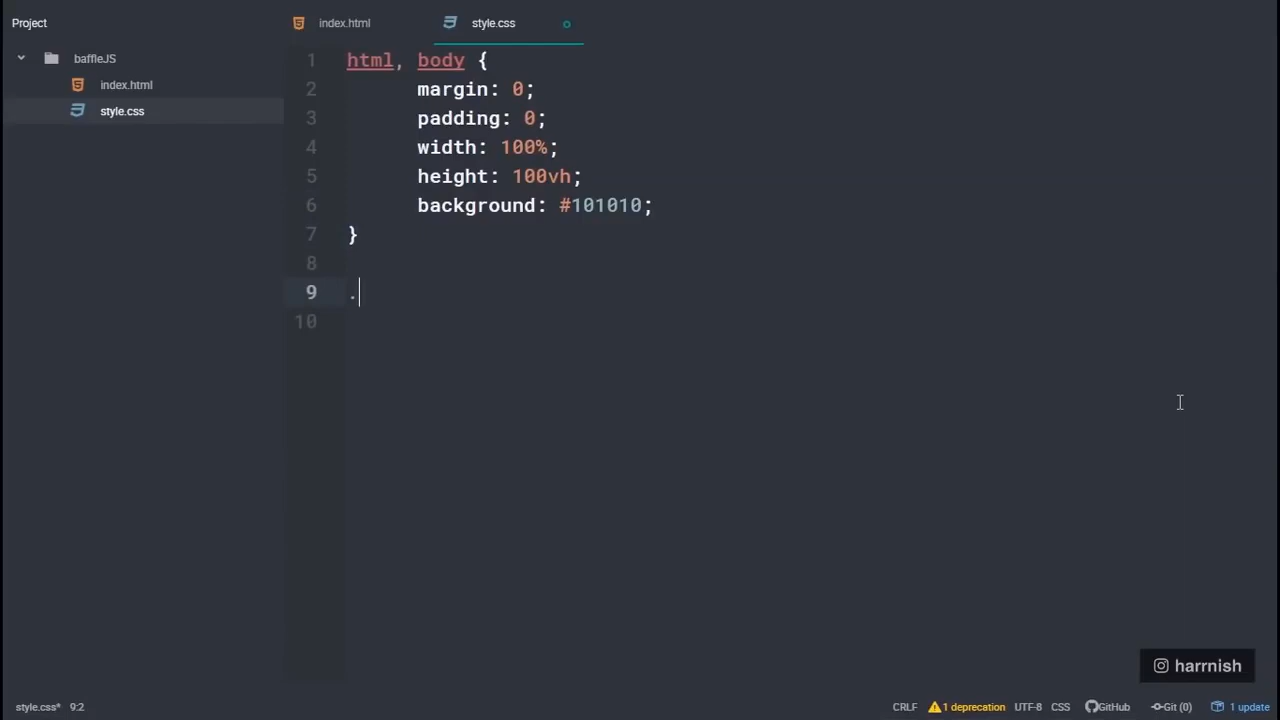 Project
index.html
style.css
baffleJS
index.html
style.css
1 html, body {
2 margin: 0;
3 padding: 0;
4 width: 100%;
5 height: 100vh;
6 background: #101010;
7 }
8
9 .
10
harrnish
style.css* 9:2
CRLF 1 deprecation UTF-8 CSS GitHub Git (0) 1 update